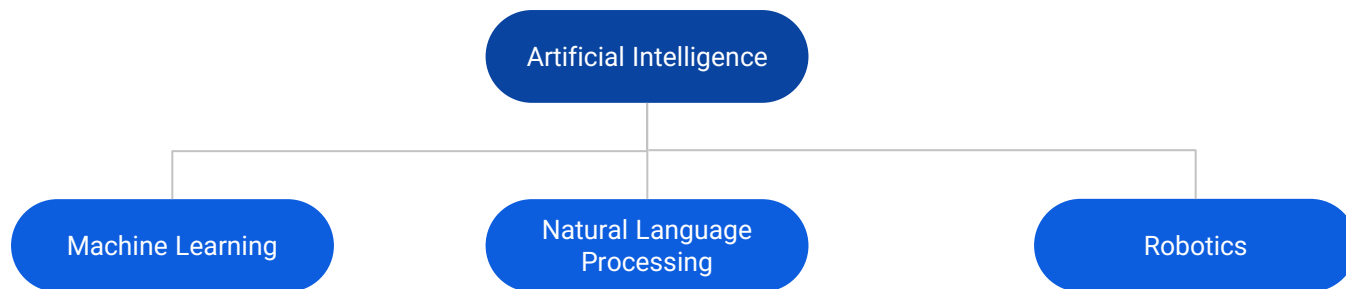 Artificial Intelligence
Machine Learning
Natural Language
Processing
Robotics